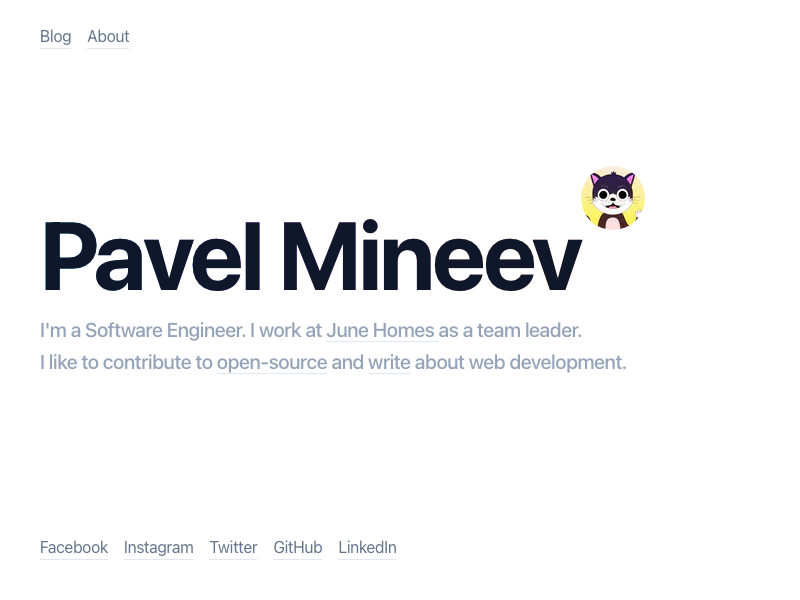 Blog About
Pavel Mineev
I'm a Software Engineer. I work at June Homes as a team leader.
I like to contribute to open-source and write about web development.
Facebook Instagram Twitter GitHub LinkedIn